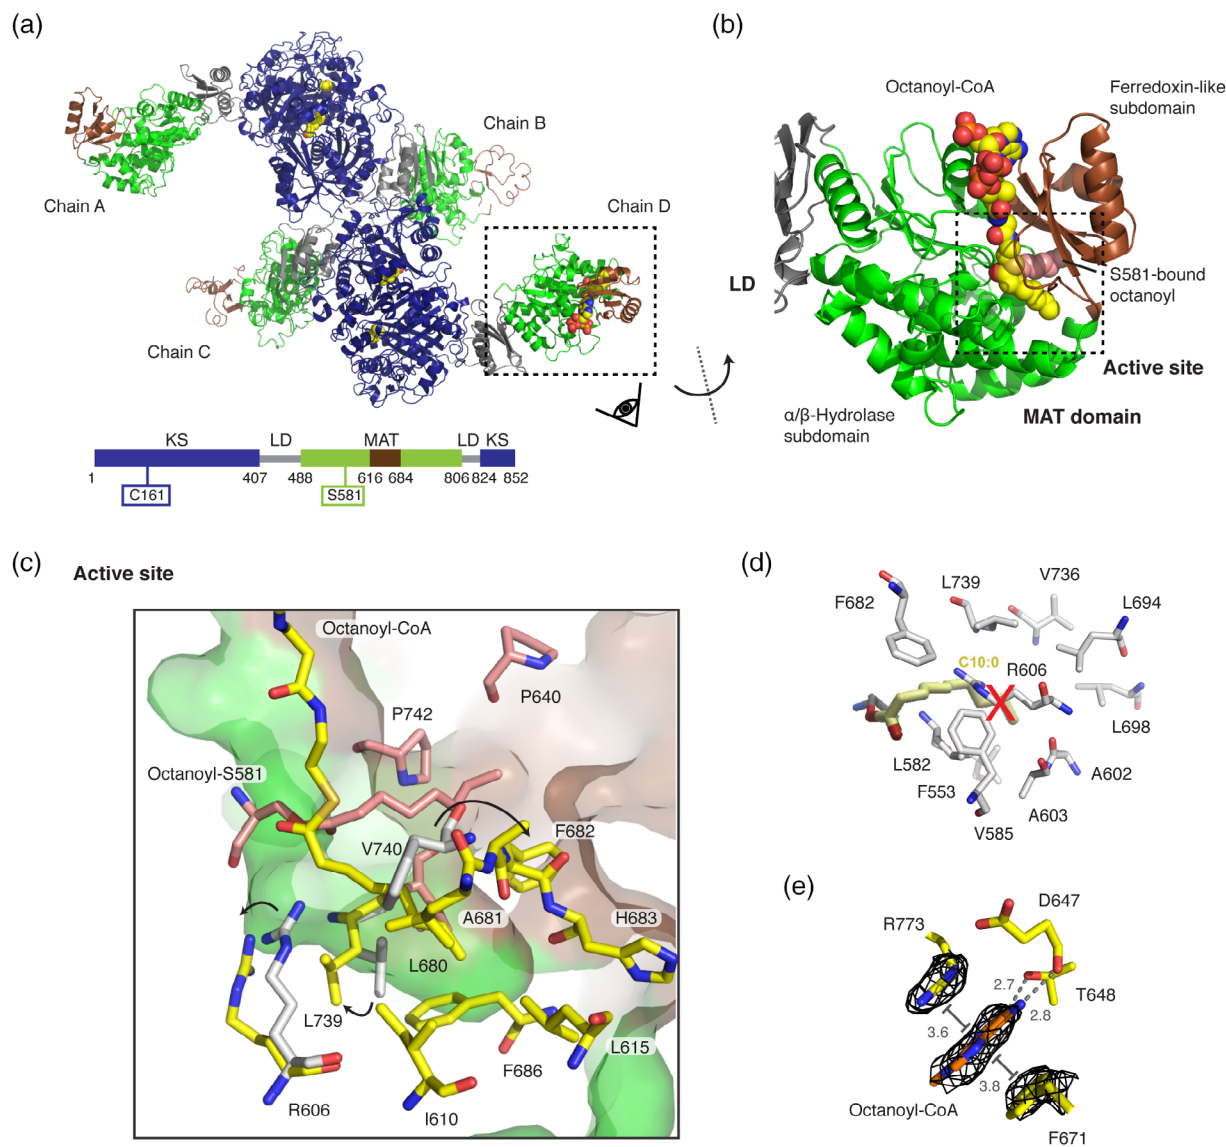 (a)
Chain A
Chain B
Chain D
Chain C
KS
LD
MAT
LD
KS
1
407
488
616
684
806
824
852
C161
S581
(b)
Octanoyl-CoA
Ferredoxin-like
subdomain
LD
S581-bound
octanoyl
Active site
MAT domain
α/β-Hydrolase
subdomain
(c)
Active site
Octanoyl-CoA
P640
P742
Octanoyl-S581
V740
F682
A681
H683
L680
L739
L615
F686
R606
I610
(d)
F682
L739
V736
L694
C10:0
R606
X
L698
L582
F553
A602
A603
V585
(e)
D647
R773
2.7
T648
2.8
3.6
3.8
Octanoyl-CoA
F671